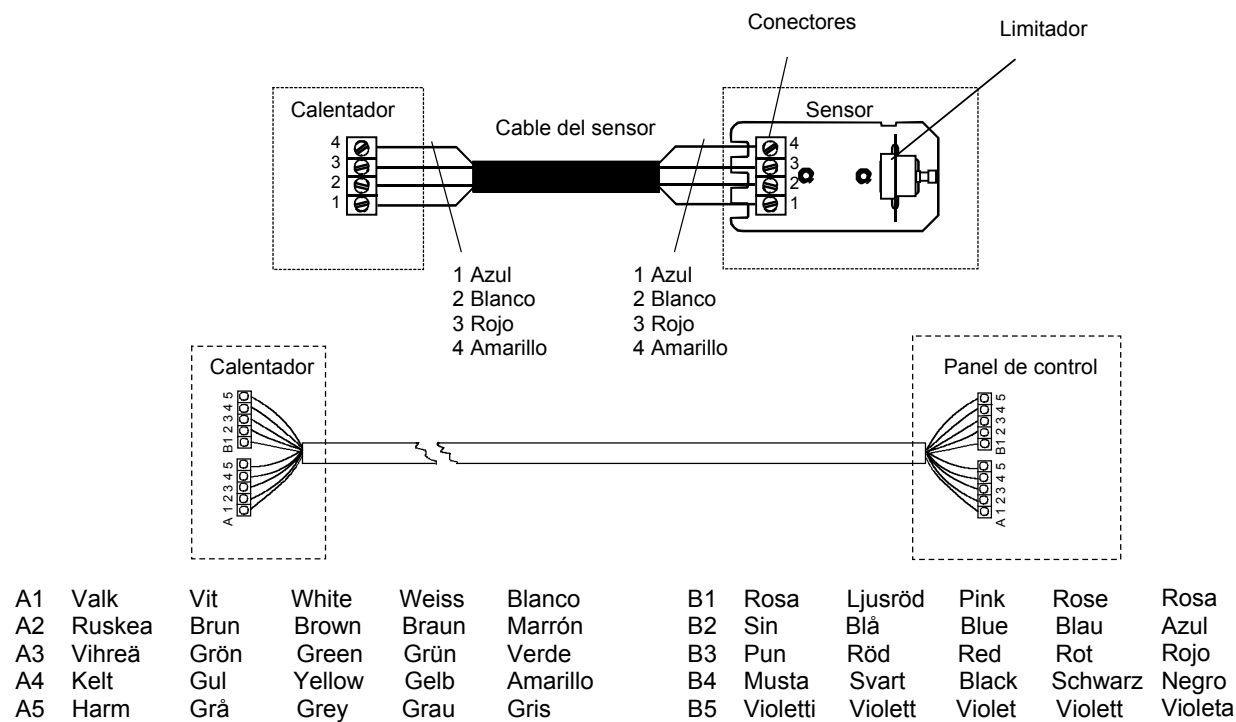 Conectores
Limitador
Calentador
Cable del sensor
Sensor
4
3
2
1
4
3
2
1
1 Azul
2 Blanco
3 Rojo
4 Amarillo
1 Azul
2 Blanco
3 Rojo
4 Amarillo
Calentador
Panel de control
A 1 2 3 4 5 B1 2 3 4 5
A 1 2 3 4 5 B1 2 3 4 5
A1 Valk Vit White Weiss Blanco B1 Rosa Ljusröd Pink Rose Rosa
A2 Ruskea Brun Brown Braun Marrón B2 Sin Blå Blue Blau Azul
A3 Vihreä Grön Green Grün Verde B3 Pun Röd Red Rot Rojo
A4 Kelt Gul Yellow Gelb Amarillo B4 Musta Svart Black Schwarz Negro
A5 Harm Grå Grey Grau Gris B5 Violetti Violett Violet Violett Violeta